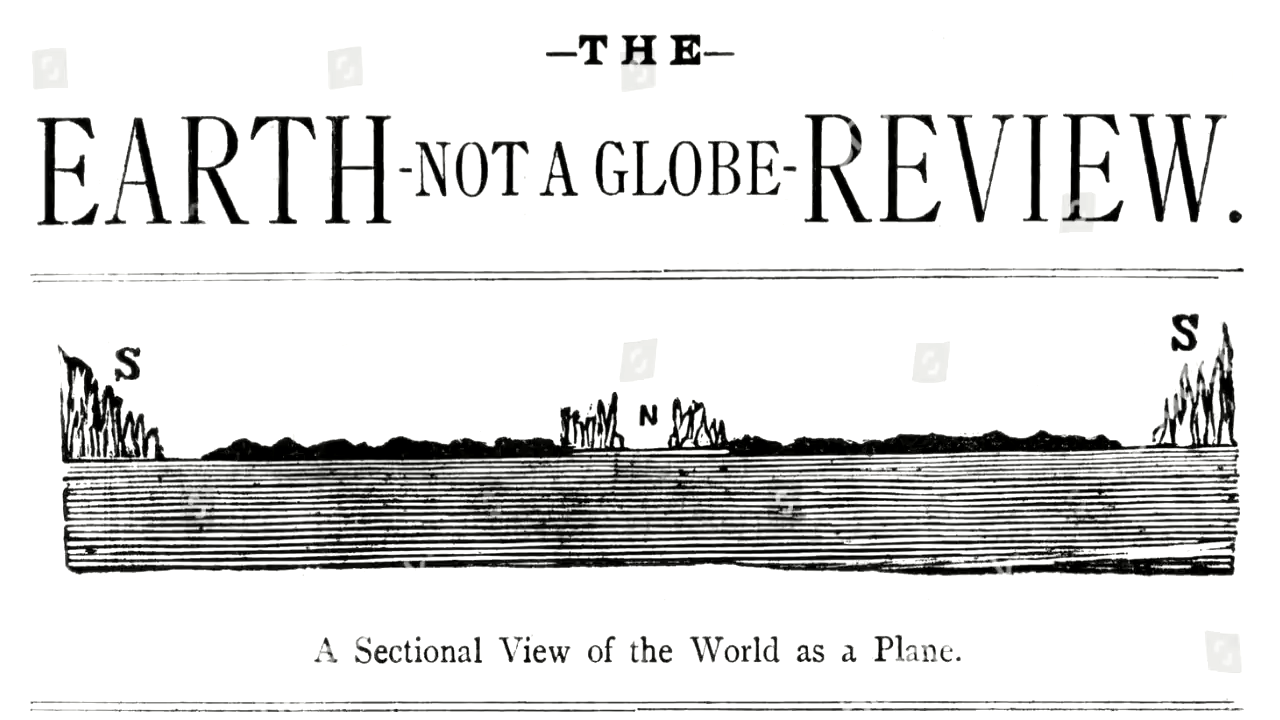 —THE—
EARTH-NOT A GLOBE-REVIEW.
S
S
N
A Sectional View of the World as a Plane.